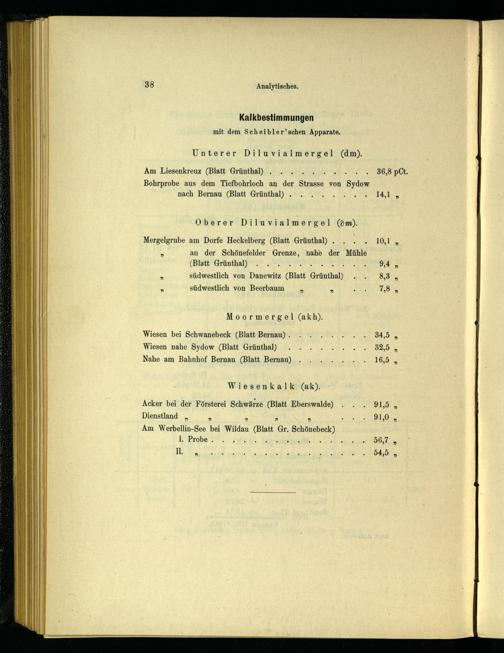 38 Analytisches.
Kalkbestimmungen
mit dem Scheibler'schen Apparate.
Unterer Diluvialmergel (dm).
Am Liesenkreuz (Blatt Grünthal) . . . . . . . . . . 36,8 pCt.
Bohrprobe aus dem Tiefbohrloch an der Strasse von Sydow
nach Bernau (Blatt Grünthal) . . . . . . . . 14,1 „
Oberer Diluvialmergel (∂m).
Mergelgrube am Dorfe Heckelberg (Blatt Grünthal) . . . . 10,1 „
„ an der Schönefelder Grenze, nahe der Mühle
(Blatt Grünthal) . . . . . . . . . . . 9,4 „
„ südwestlich von Danewitz (Blatt Grünthal) . . 8,3 „
„ südwestlich von Beerbaum „ „ . . 7,8 „
Moormergel (akh).
Wiesen bei Schwanebeck (Blatt Bernau) . . . . . . . . 34,5 „
Wiesen nahe Sydow (Blatt Grünthal) . . . . . . . . 32,5 „
Nahe am Bahnhof Bernau (Blatt Bernau) . . . . . . . 16,5 „
Wiesenkalk (ak).
Acker bei der Försterei Schwärze (Blatt Eberswalde) . . . 91,5 „
Dienstland „ „ „ „ „ . . . 91,0 „
Am Werbellin-See bei Wildau (Blatt Gr. Schönebeck)
I. Probe . . . . . . . . . . . . . . . 56,7 „
II. „ . . . . . . . . . . . . . . . 54,5 „